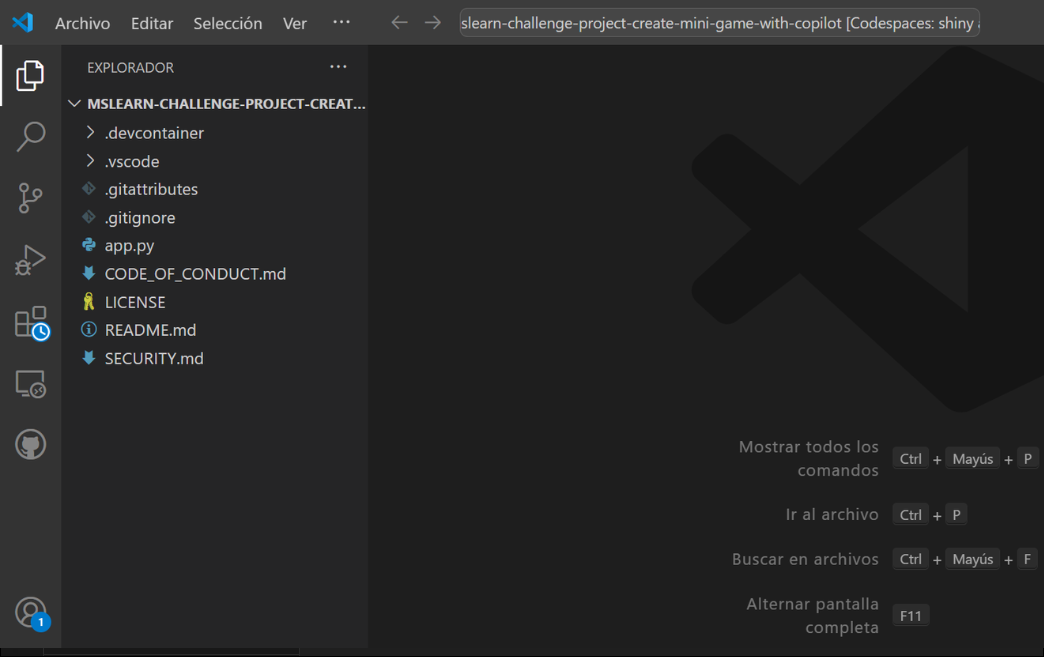 Archivo Editar Selección Ver ··· slearn-challenge-project-create-mini-game-with-copilot [Codespaces: shiny
EXPLORADOR ···
MSLEARN-CHALLENGE-PROJECT-CREAT...
.devcontainer
.vscode
.gitattributes
.gitignore
app.py
CODE_OF_CONDUCT.md
LICENSE
README.md
SECURITY.md
1
Mostrar todos los
comandos
Ctrl + Mayús + P
Ir al archivo Ctrl + P
Buscar en archivos Ctrl + Mayús + F
Alternar pantalla
completa
F11